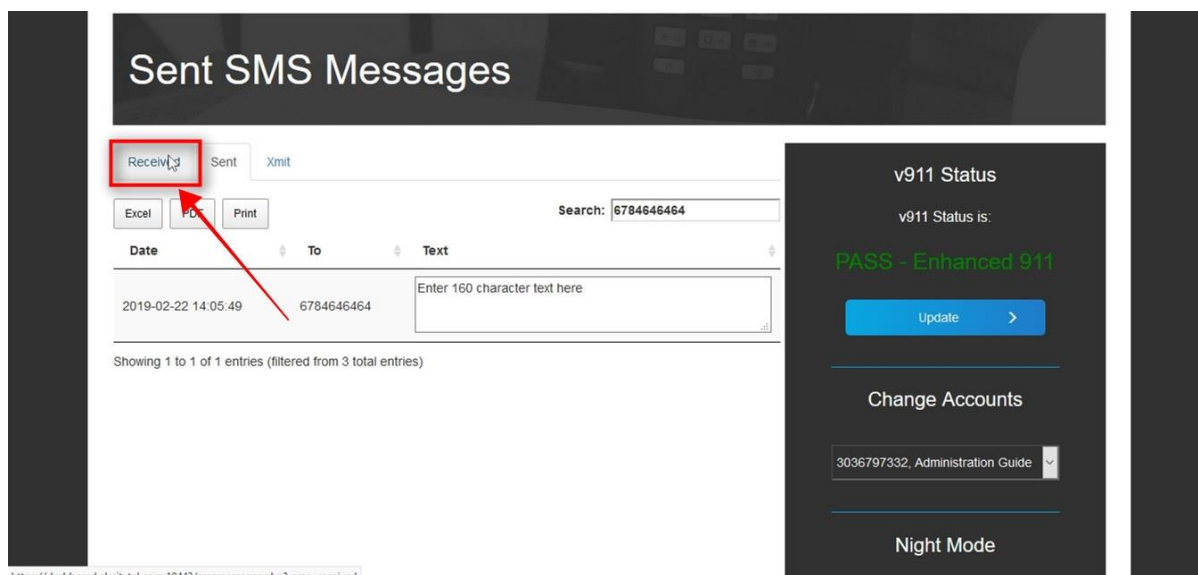 Sent SMS Messages
Received Sent Xmit
Excel PDF Print
Search: 6784646464
Date To Text
2019-02-22 14:05:49 6784646464 Enter 160 character text here
Showing 1 to 1 of 1 entries (filtered from 3 total entries)
v911 Status
v911 Status is:
PASS - Enhanced 911
Update
Change Accounts
3036797332, Administration Guide
Night Mode